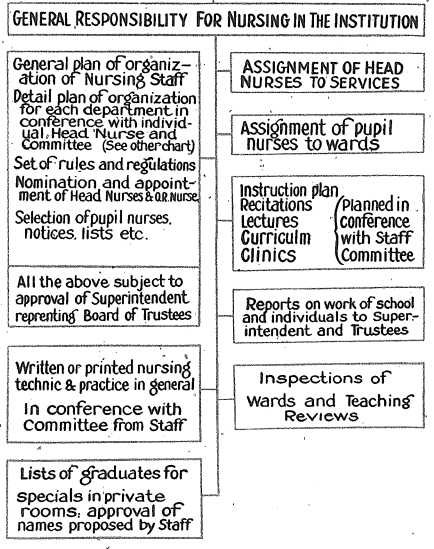 GENERAL RESPONSIBILITY FOR NURSING IN THE INSTITUTION
General plan of organiz-
ation of Nursing Staff
Detail plan of organization
for each department in
conference with individ-
ual, Head Nurse and
Committee (See other chart)
Set of rules and regulations
Nomination and appoint-
ment of Head Nurses & O.R. Nurse
Selection of pupil nurses,
notices, lists etc.
All the above subject to
approval of Superintendent
reprenting Board of Trustees
Written or printed nursing
technic & practice in general
In conference with
Committee from Staff
Lists of graduates for
specials in private
rooms; approval of
names proposed by Staff
ASSIGNMENT OF HEAD
NURSES TO SERVICES
Assignment of pupil
nurses to wards
Instruction plan
Recitations (Planned in
Lectures conference
Curriculm with Staff
Clinics Committee
Reports on work of school
and individuals to Super-
intendent and Trustees
Inspections of
Wards and Teaching
Reviews